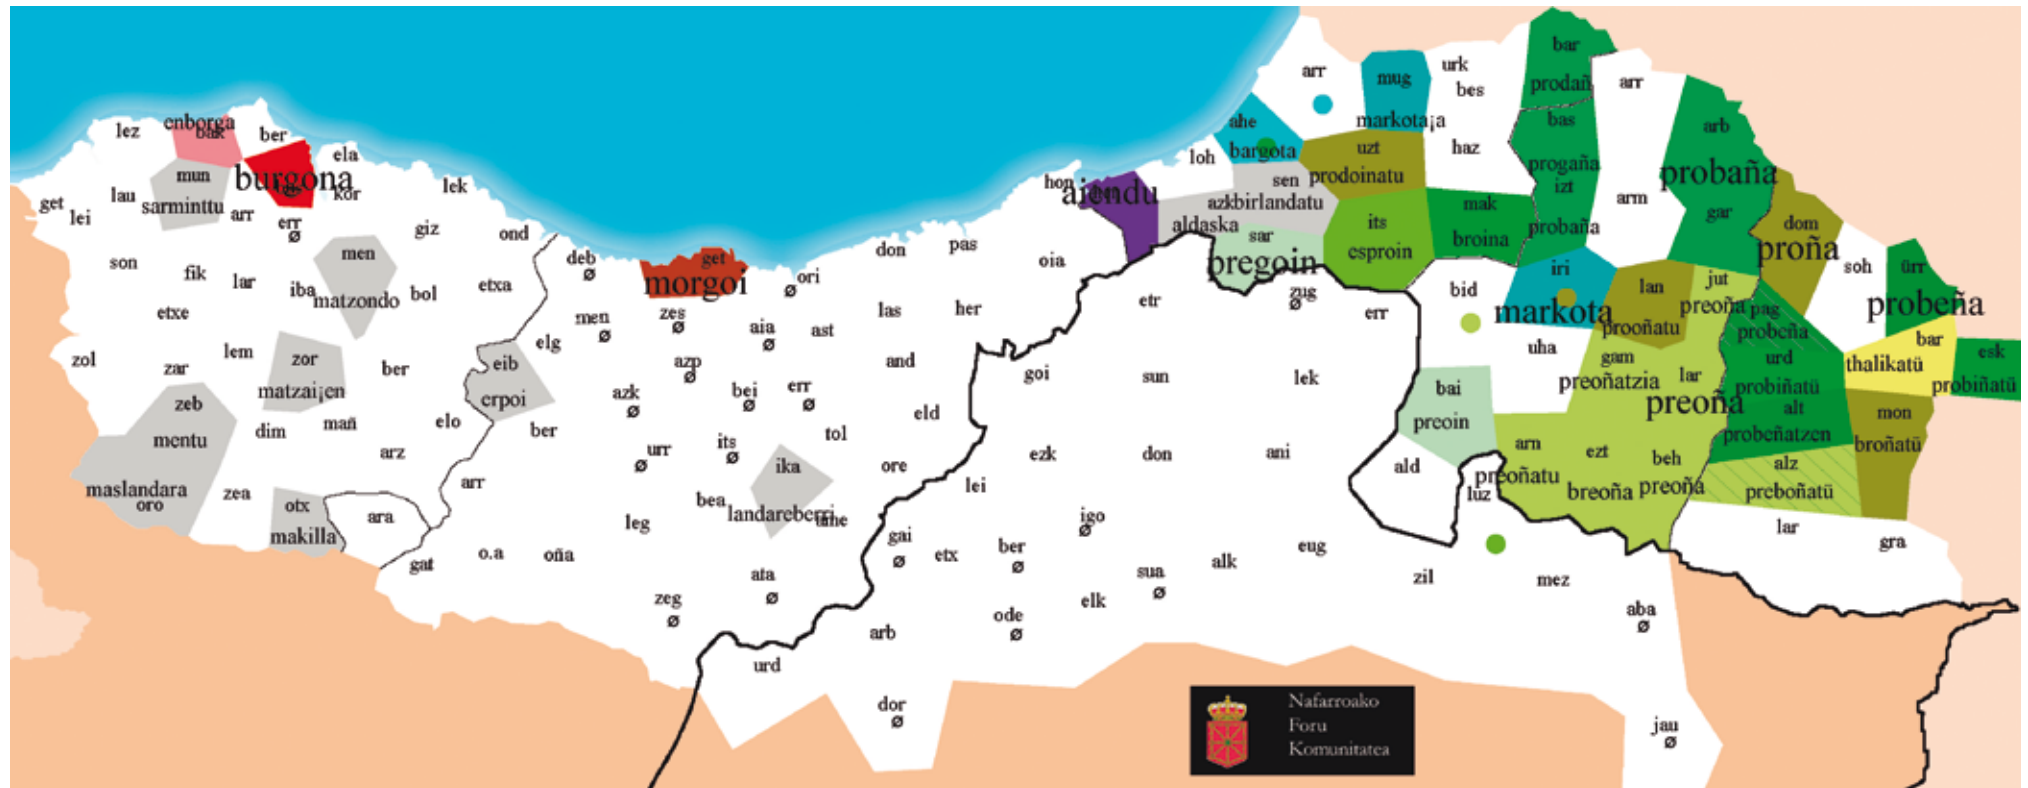 lez
enborga
bak
ber
ela
mun
burgona
kor
lek
lau
sarminttu
get
lei
arr
err
Ø
giz
ond
son
fik
lar
men
iba
matzondo
bol
etxa
etxe
zol
zar
lem
zor
matzai¡en
ber
zeb
mentu
dim
mañ
elo
arz
maslandara
oro
zea
otx
makilla
ara
arr
gat
o.a
oña
deb
Ø
get
morgoi
ori
Ø
don
pas
oia
men
Ø
zes
Ø
aia
Ø
ast
las
her
elg
eib
erpoi
azp
Ø
and
azk
Ø
bei
Ø
err
Ø
eld
ber
urr
Ø
its
Ø
tol
ika
ore
bea
landareberri
leg
ata
Ø
zeg
Ø
hon
aiendu
loh
ahe
bargota
arr
mug
markota¡a
urk
bes
haz
bar
prodañ
arr
uzt
prodoinatu
sen
azkbirlandatu
aldaska
sar
bregoin
its
esproin
mak
broina
bas
progaña
izt
probaña
arm
arb
probaña
gar
dom
proña
soh
ürr
probeña
etr
zug
Ø
err
bid
iri
markota
lan
prooñatu
jut
preoña
pag
probeña
urd
probiñatü
bar
thalikatü
esk
probiñatü
uha
gam
preoñatzia
lar
preoña
alt
probeñatzen
mon
broñatü
goi
sun
lek
bai
preoin
arn
preoñatu
ezt
breoña
beh
preoña
alz
preboñatü
ezk
don
ani
ald
luz
lar
gra
lei
gai
Ø
etx
igo
Ø
ber
Ø
sua
Ø
alk
eug
zil
mez
elk
ode
Ø
aba
Ø
arb
urd
dor
Ø
jau
Ø
Nafarroako
Foru
Komunitatea